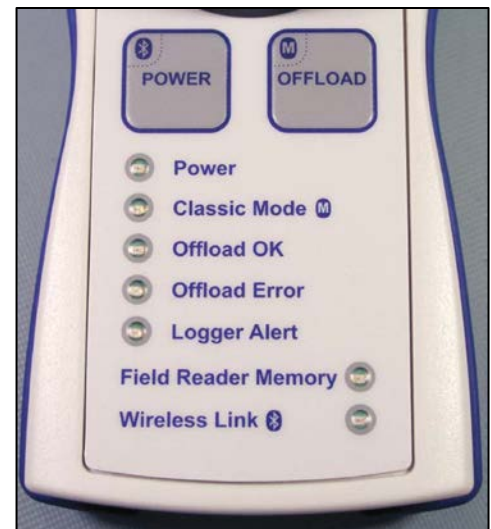 POWER OFFLOAD
M
Power
Classic Mode M
Offload OK
Offload Error
Logger Alert
Field Reader Memory
Wireless Link